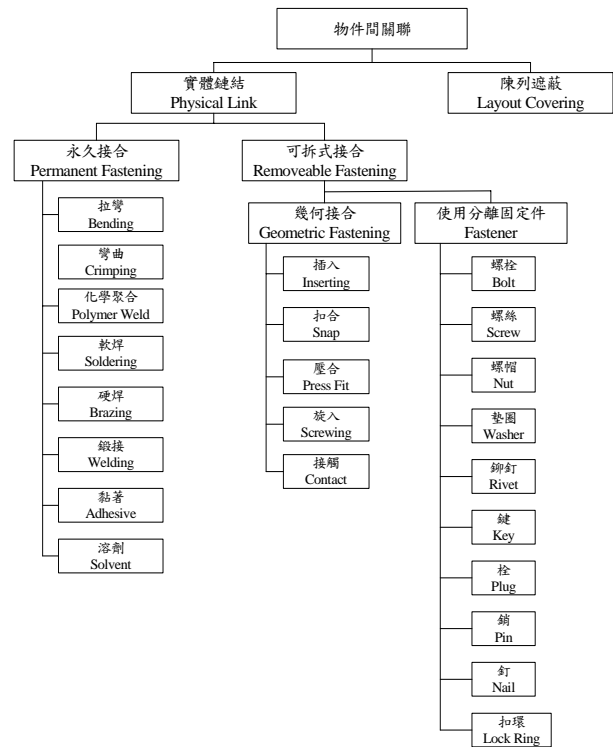 物件間關聯
實體鏈結
Physical Link
陳列遮蔽
Layout Covering
永久接合
Permanent Fastening
可拆式接合
Removeable Fastening
拉彎
Bending
彎曲
Crimping
化學聚合
Polymer Weld
軟焊
Soldering
硬焊
Brazing
鍛接
Welding
黏著
Adhesive
溶劑
Solvent
幾何接合
Geometric Fastening
使用分離固定件
Fastener
插入
Inserting
扣合
Snap
壓合
Press Fit
旋入
Screwing
接觸
Contact
螺栓
Bolt
螺絲
Screw
螺帽
Nut
墊圈
Washer
鉚釘
Rivet
鍵
Key
栓
Plug
銷
Pin
釘
Nail
扣環
Lock Ring